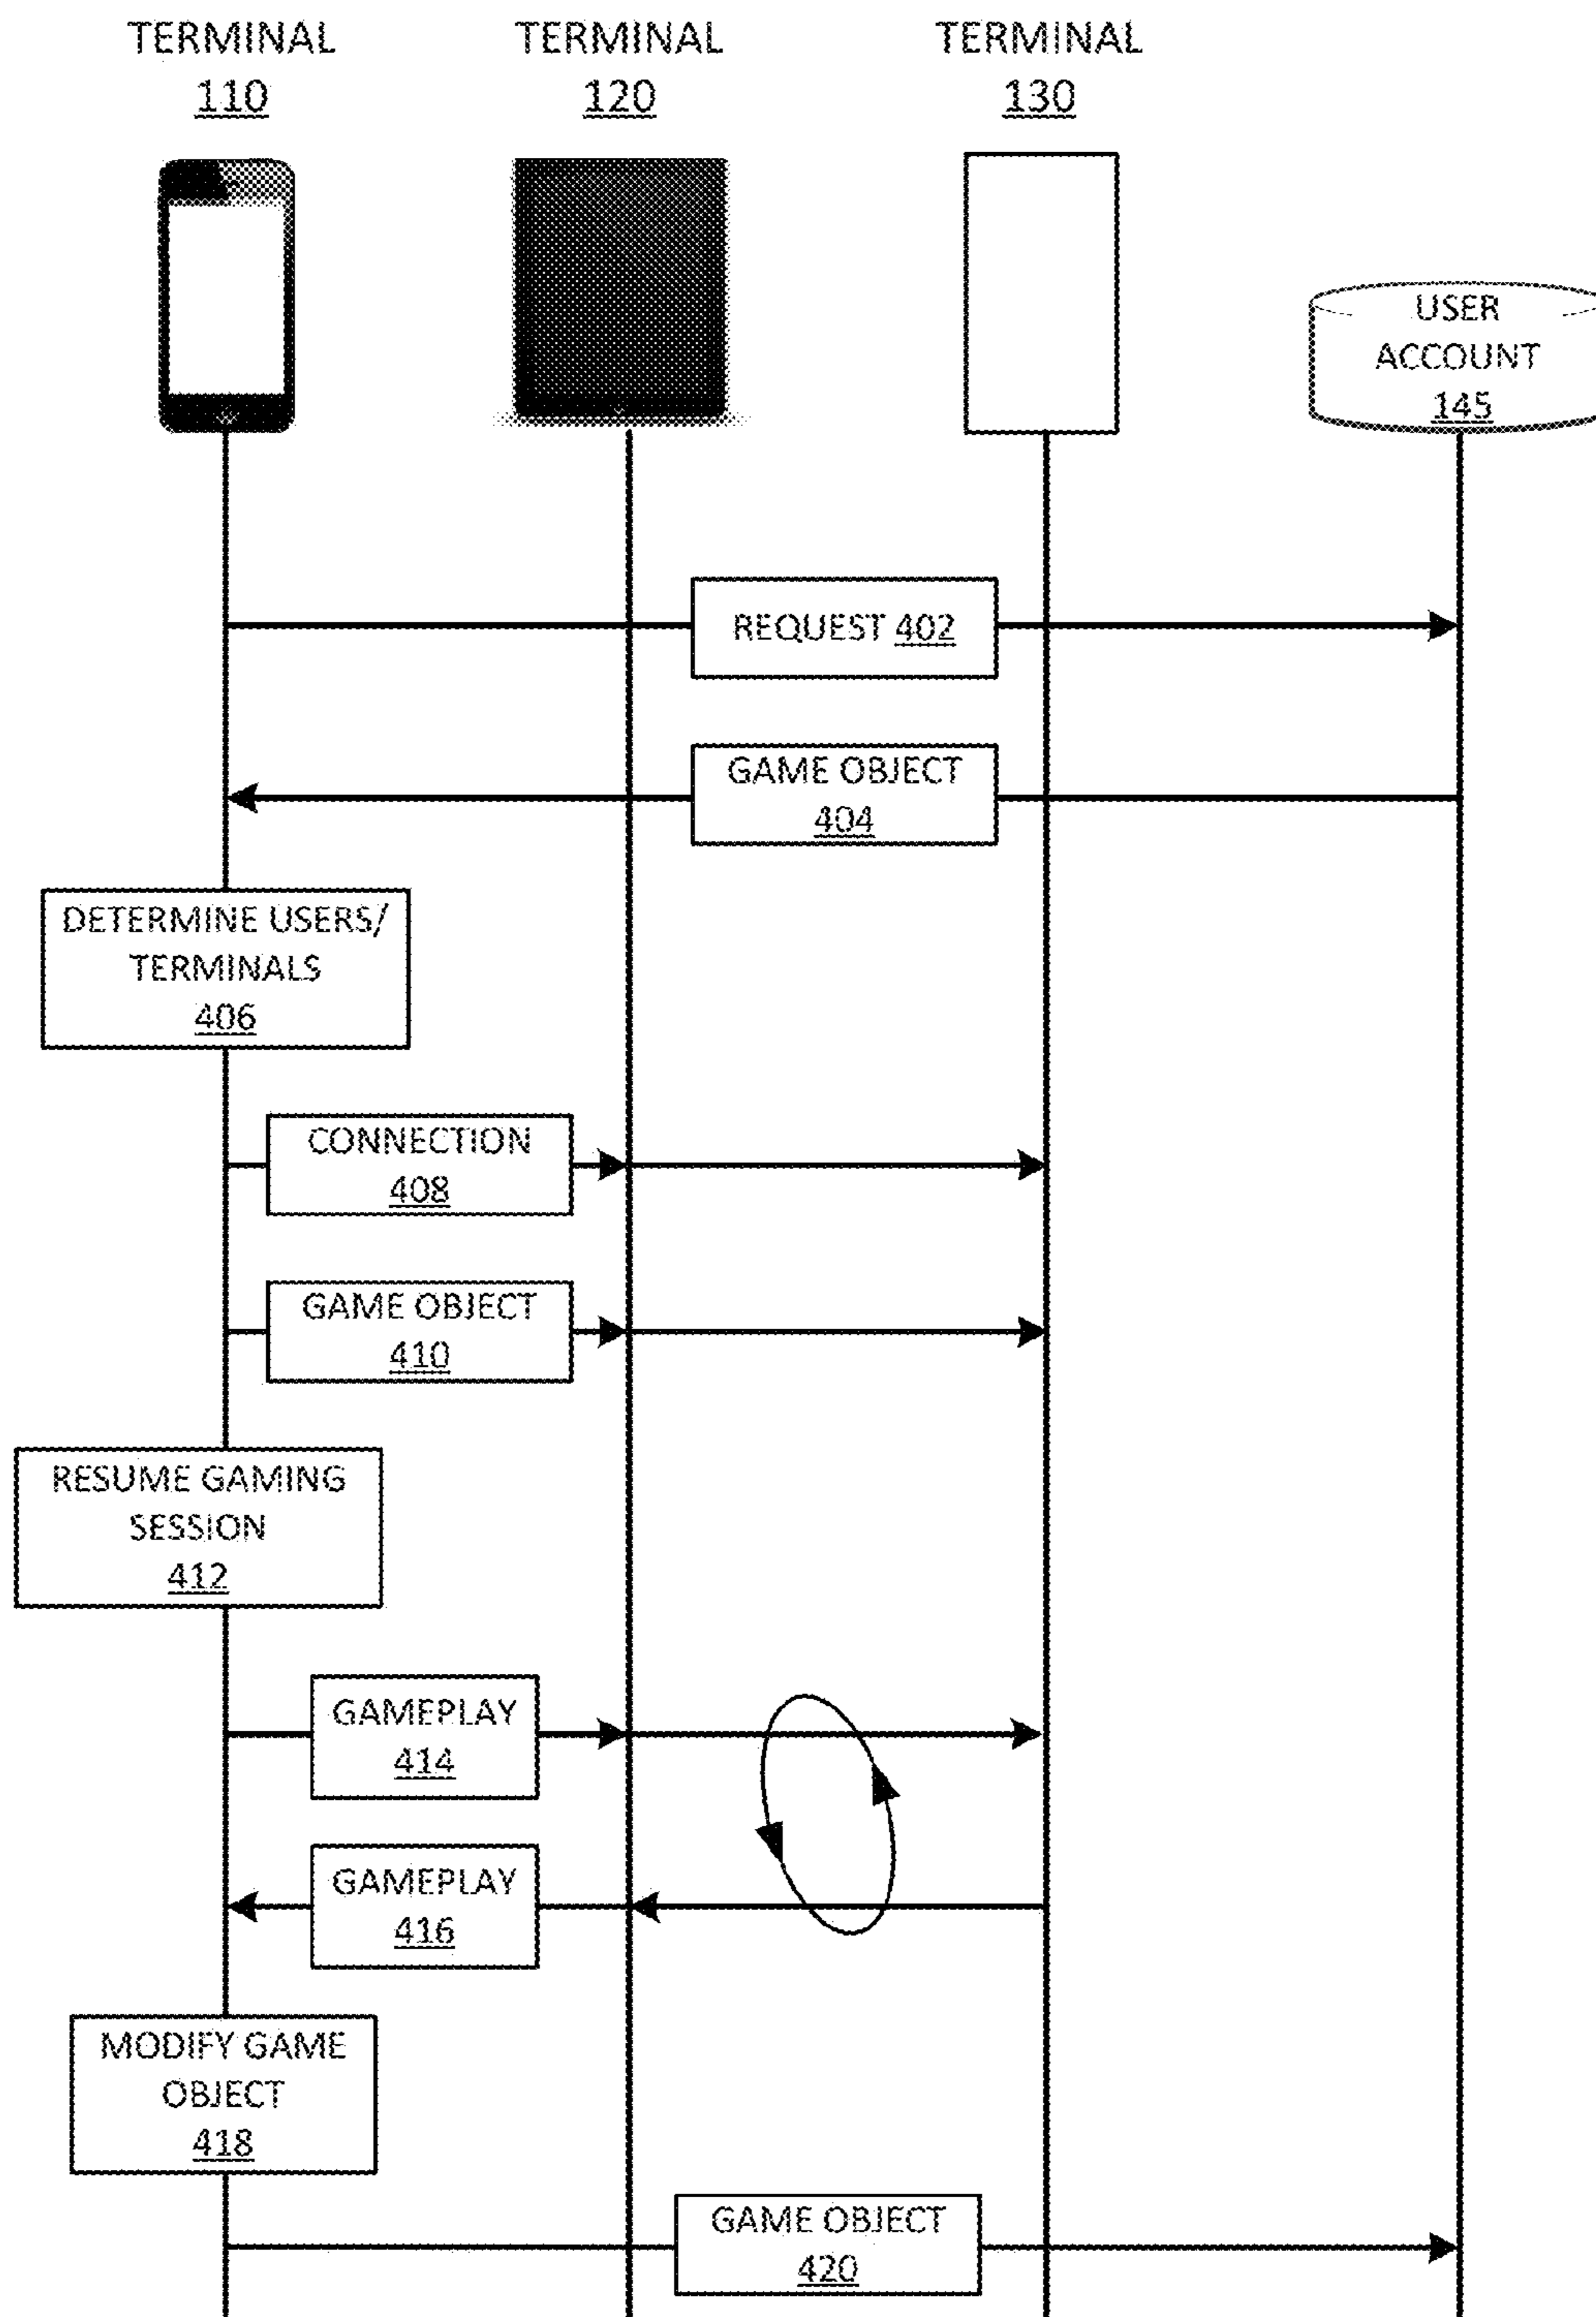 TERMINAL
110
TERMINAL
120
TERMINAL
130
USER
ACCOUNT
145
REQUEST 402
GAME OBJECT
404
DETERMINE USERS/
TERMINALS
406
CONNECTION
408
GAME OBJECT
410
RESUME GAMING
SESSION
412
GAMEPLAY
414
GAMEPLAY
416
MODIFY GAME
OBJECT
418
GAME OBJECT
420